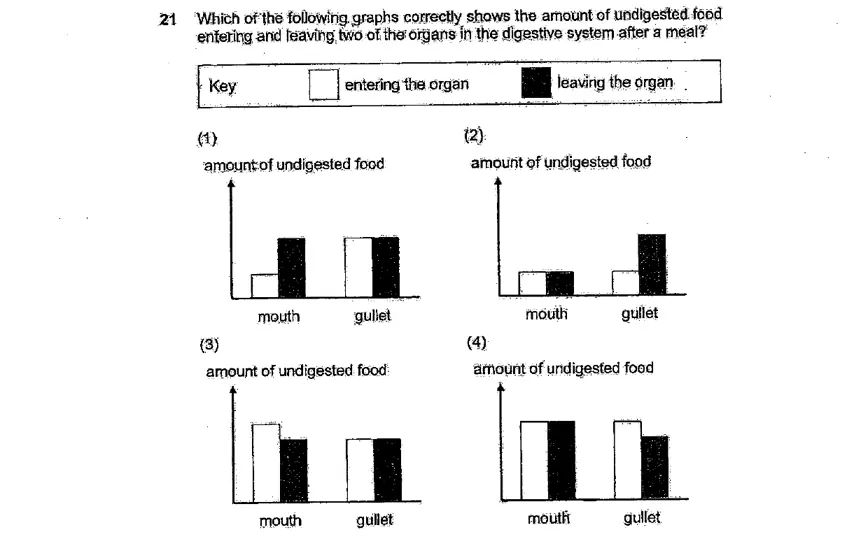 21 Which of the following graphs correctly shows the amount of undigested food
entering and leaving two of the organs in the digestive system after a meal?
Key entering the organ leaving the organ
(1) (2)
amount of undigested food amount of undigested food
mouth gullet mouth gullet
(3) (4)
amount of undigested food amount of undigested food
mouth gullet mouth gullet